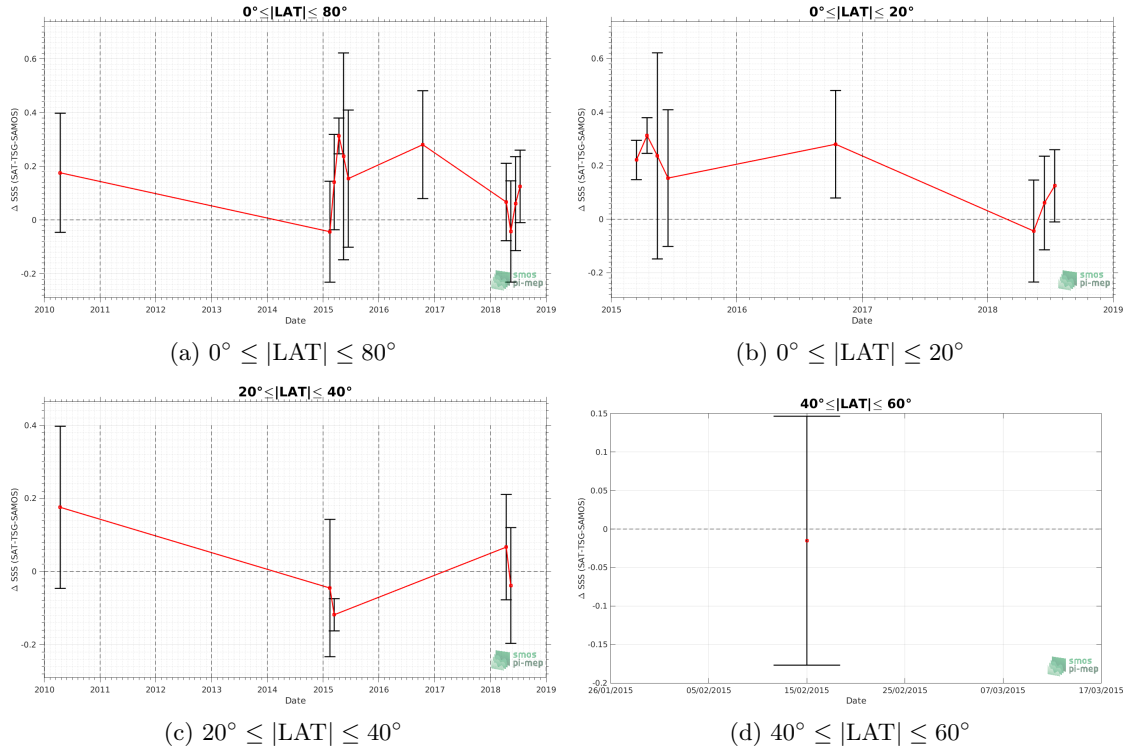 0°≤|LAT|≤ 80°
Δ SSS (SAT-TSG-SAMOS)
0.6
0.4
0.2
0
-0.2
2010 2011 2012 2013 2014 2015 2016 2017 2018 2019
Date
smos
pi-mep
(a) 0° ≤ |LAT| ≤ 80°
0°≤|LAT|≤ 20°
Δ SSS (SAT-TSG-SAMOS)
0.6
0.4
0.2
0
-0.2
2015 2016 2017 2018 2019
Date
smos
pi-mep
(b) 0° ≤ |LAT| ≤ 20°
20°≤|LAT|≤ 40°
Δ SSS (SAT-TSG-SAMOS)
0.4
0.2
0
-0.2
2010 2011 2012 2013 2014 2015 2016 2017 2018 2019
Date
smos
pi-mep
(c) 20° ≤ |LAT| ≤ 40°
40°≤|LAT|≤ 60°
Δ SSS (SAT-TSG-SAMOS)
0.15
0.1
0.05
0
-0.05
-0.1
-0.15
-0.2
26/01/2015 05/02/2015 15/02/2015 25/02/2015 07/03/2015 17/03/2015
Date
smos
pi-mep
(d) 40° ≤ |LAT| ≤ 60°